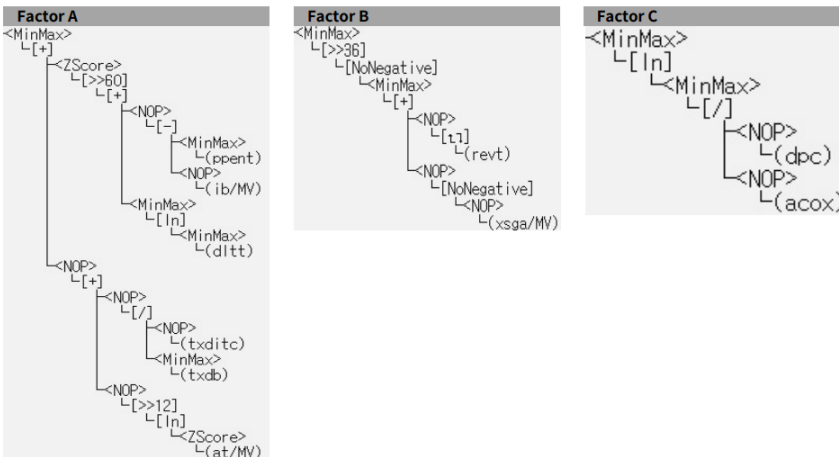 Factor A
<MinMax>
[+]
<ZScore>
[>>60]
[+]
<NOP>
[-]
<MinMax>
(ppent)
<NOP>
(ib/MV)
<MinMax>
[ln]
<MinMax>
(dltt)
<NOP>
[+]
<NOP>
[/]
<NOP>
(txditc)
<MinMax>
(txdb)
<NOP>
[>>12]
[ln]
<ZScore>
(at/MV)
Factor B
<MinMax>
[>>36]
[NoNegative]
<MinMax>
[+]
<NOP>
(revt)
<NOP>
[NoNegative]
<NOP>
(xsga/MV)
Factor C
<MinMax>
[ln]
<MinMax>
[/]
<NOP>
(dpc)
<NOP>
(acox)